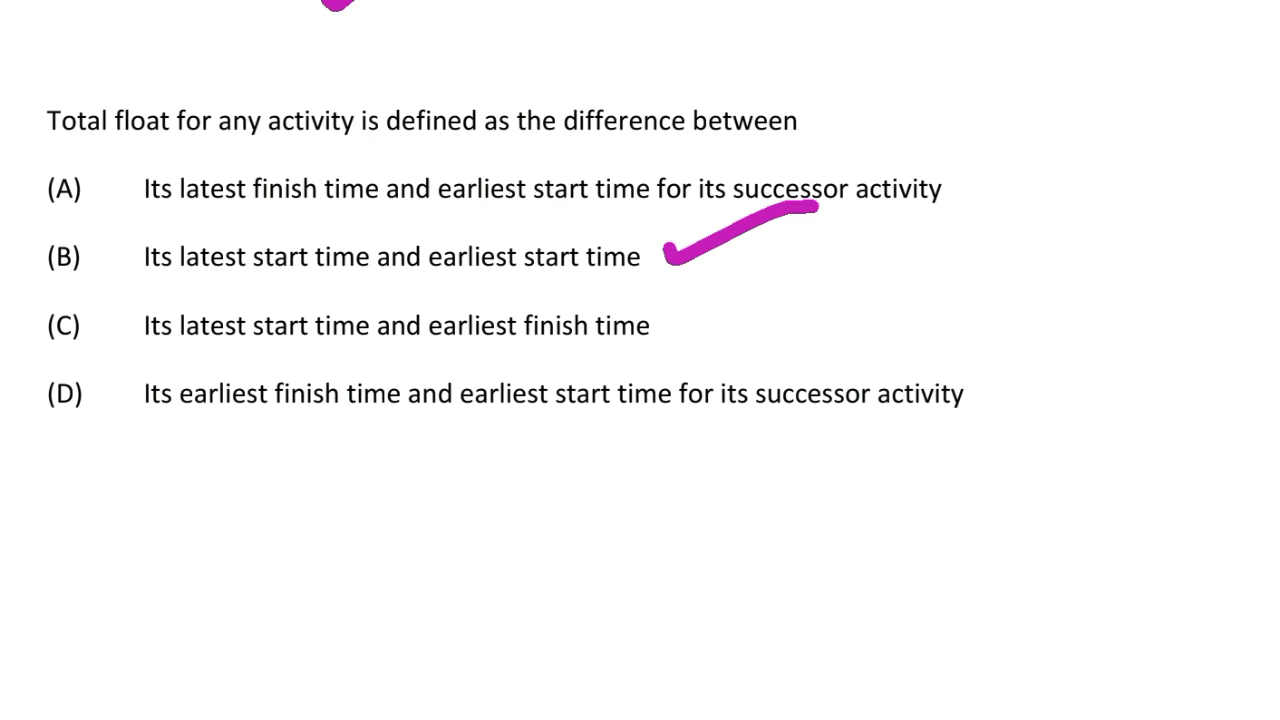 Total float for any activity is defined as the difference between
(A) Its latest finish time and earliest start time for its successor activity
(B) Its latest start time and earliest start time
(C) Its latest start time and earliest finish time
(D) Its earliest finish time and earliest start time for its successor activity